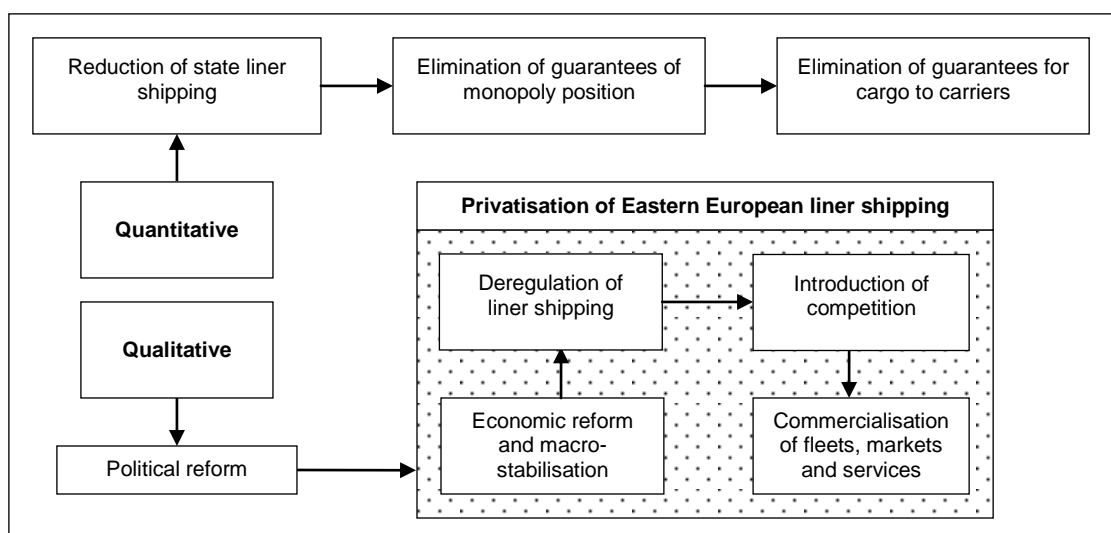 Reduction of state liner
shipping
Elimination of guarantees of
monopoly position
Elimination of guarantees for
cargo to carriers
Quantitative
Privatisation of Eastern European liner shipping
Deregulation of
liner shipping
Introduction of
competition
Qualitative
Economic reform
and macro-
stabilisation
Commercialisation
of fleets, markets
and services
Political reform